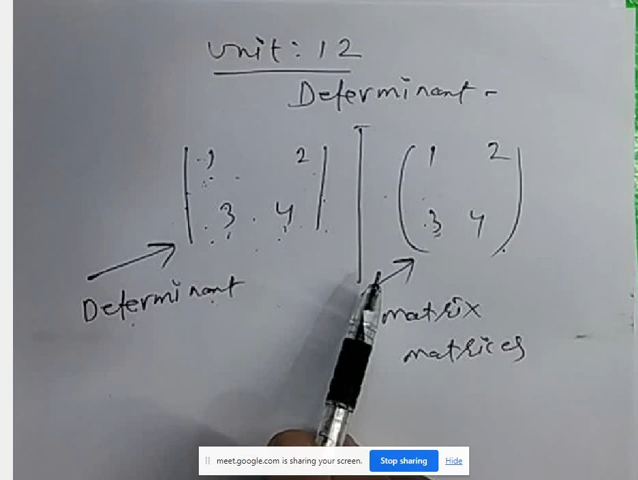 Unit: 12
Determinant -
1 2
3 4
1 2
3 4
Determinant
matrix
matrices
meet.google.com is sharing your screen. Stop sharing Hide